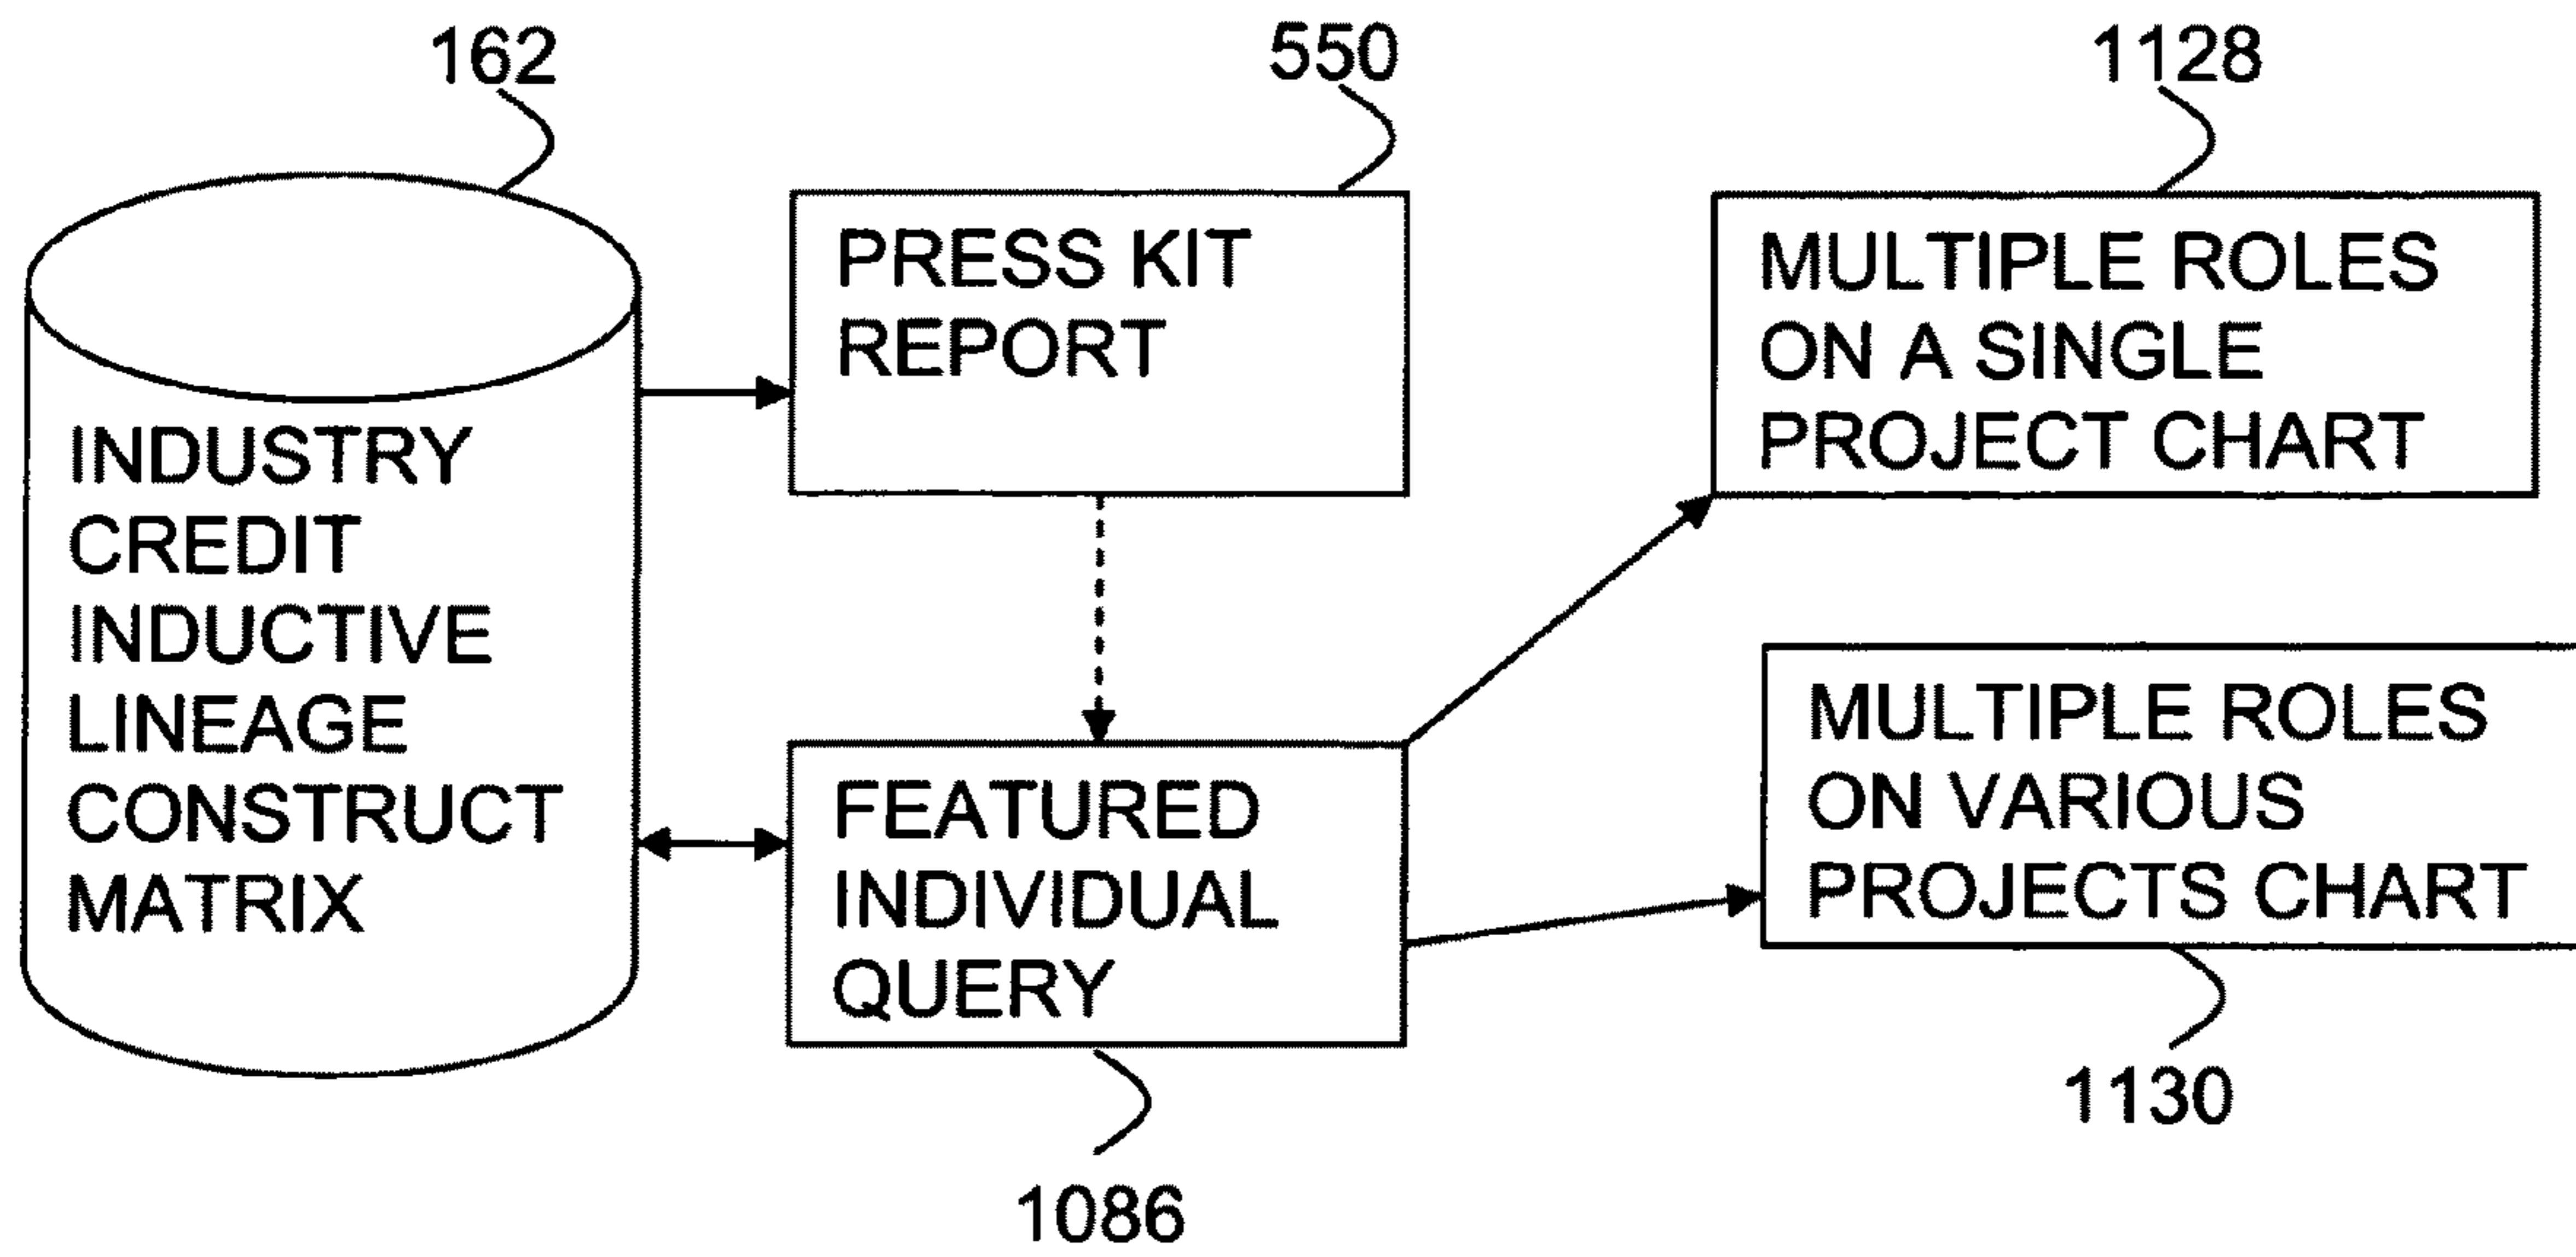 162
550
1128
INDUSTRY
CREDIT
INDUCTIVE
LINEAGE
CONSTRUCT
MATRIX
PRESS KIT
REPORT
MULTIPLE ROLES
ON A SINGLE
PROJECT CHART
FEATURED
INDIVIDUAL
QUERY
MULTIPLE ROLES
ON VARIOUS
PROJECTS CHART
1086
1130